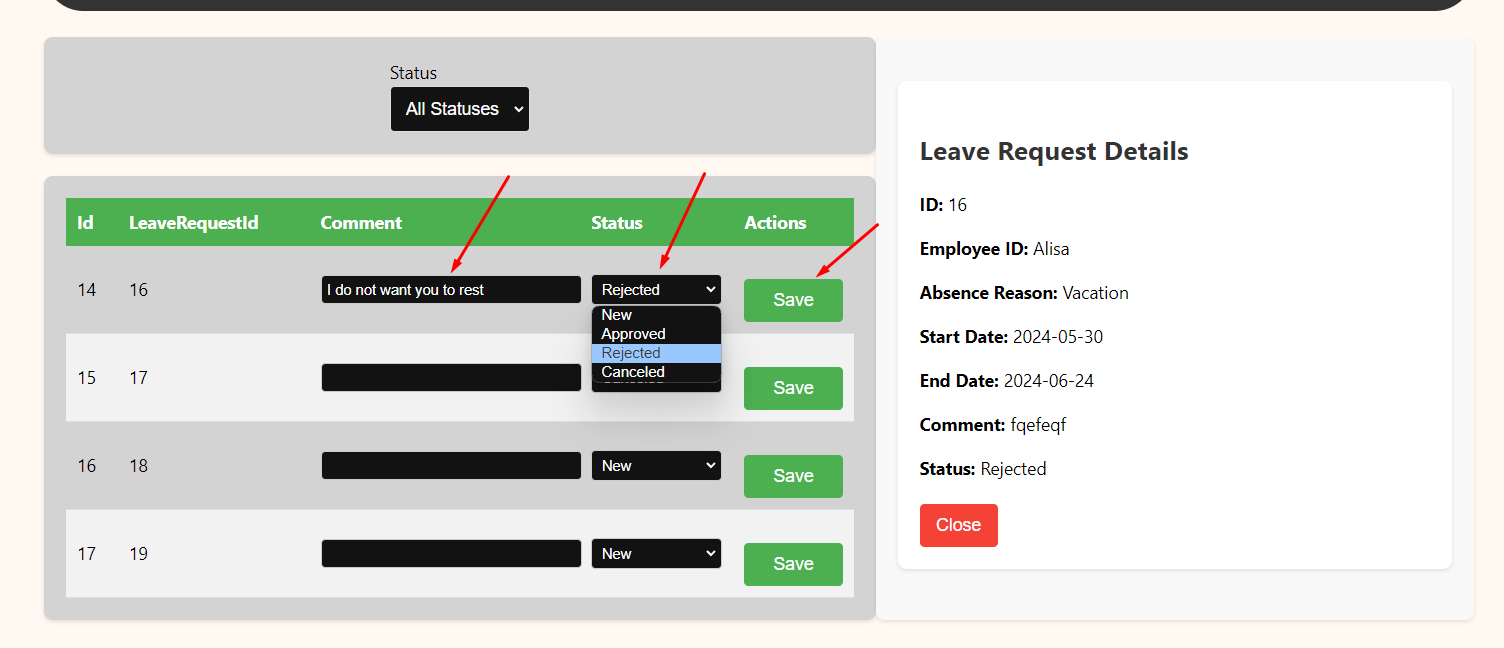 Status
All Statuses
Id LeaveRequestId Comment Status Actions
14 16 I do not want you to rest Rejected Save
New
Approved
Rejected
Canceled
15 17 Save
16 18 New Save
17 19 New Save
Leave Request Details
ID: 16
Employee ID: Alisa
Absence Reason: Vacation
Start Date: 2024-05-30
End Date: 2024-06-24
Comment: fqefeqf
Status: Rejected
Close